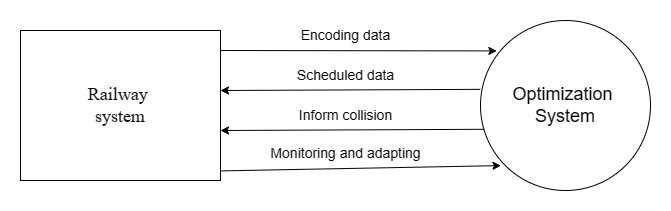 Encoding data
Scheduled data
Railway
system
Optimization
System
Inform collision
Monitoring and adapting